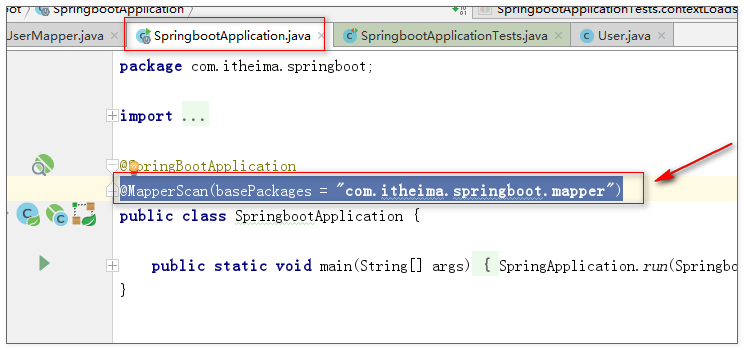 ot SpringbootApplication SpringbootApplicationTests.contextLoads
UserMapper.java × SpringbootApplication.java × SpringbootApplicationTests.java × User.java ×
package com.itheima.springboot;
import ...
@SpringBootApplication
@MapperScan(basePackages = "com.itheima.springboot.mapper")
public class SpringbootApplication {
public static void main(String[] args) { SpringApplication.run(Springbo
}